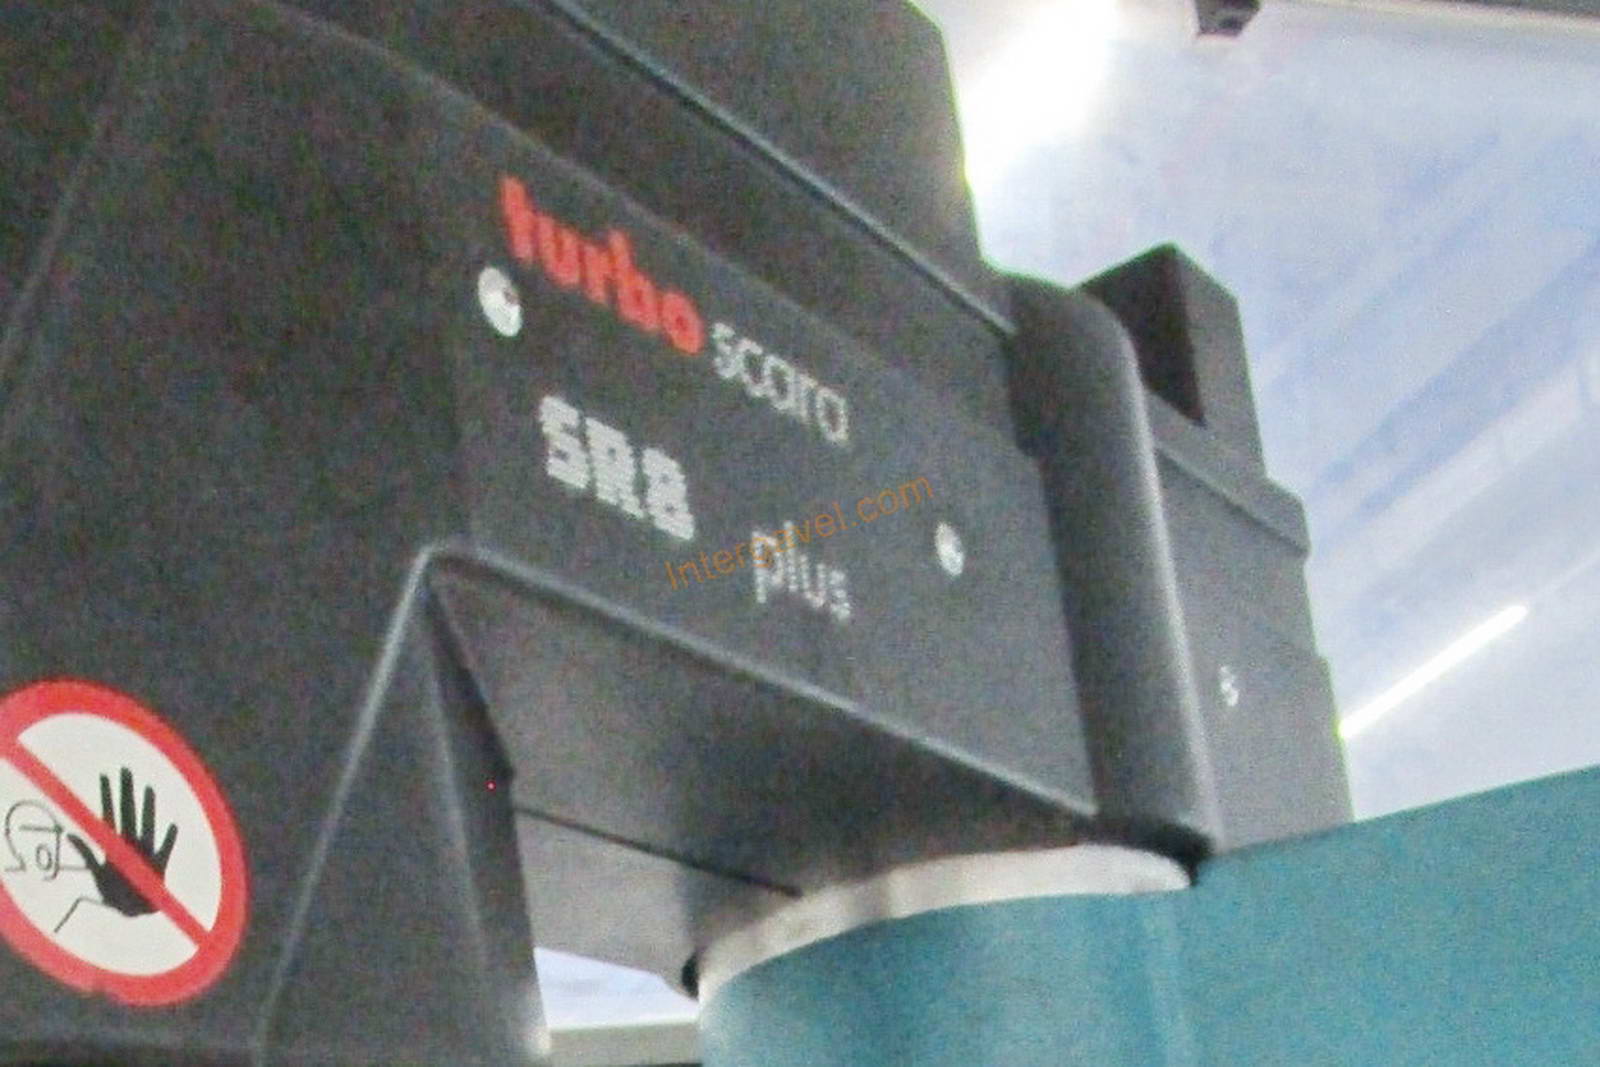 turbo scara
SR8
plus
Intergavel.com